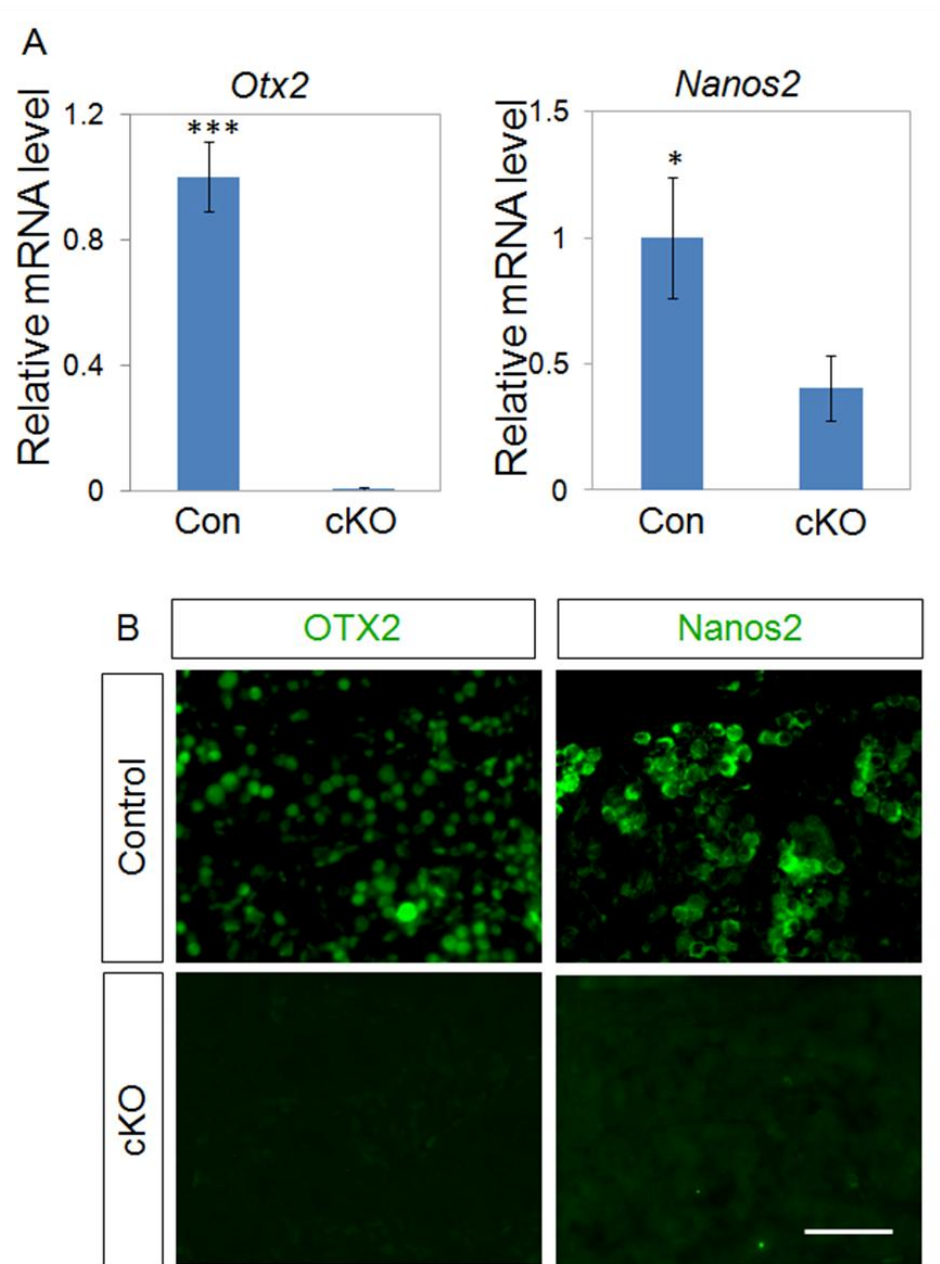 A
Otx2
Relative mRNA level
1.2
***
0.8
0.4
0
Con cKO
Nanos2
Relative mRNA level
1.5
*
1
0.5
0
Con cKO
B
OTX2 Nanos2
Control
cKO